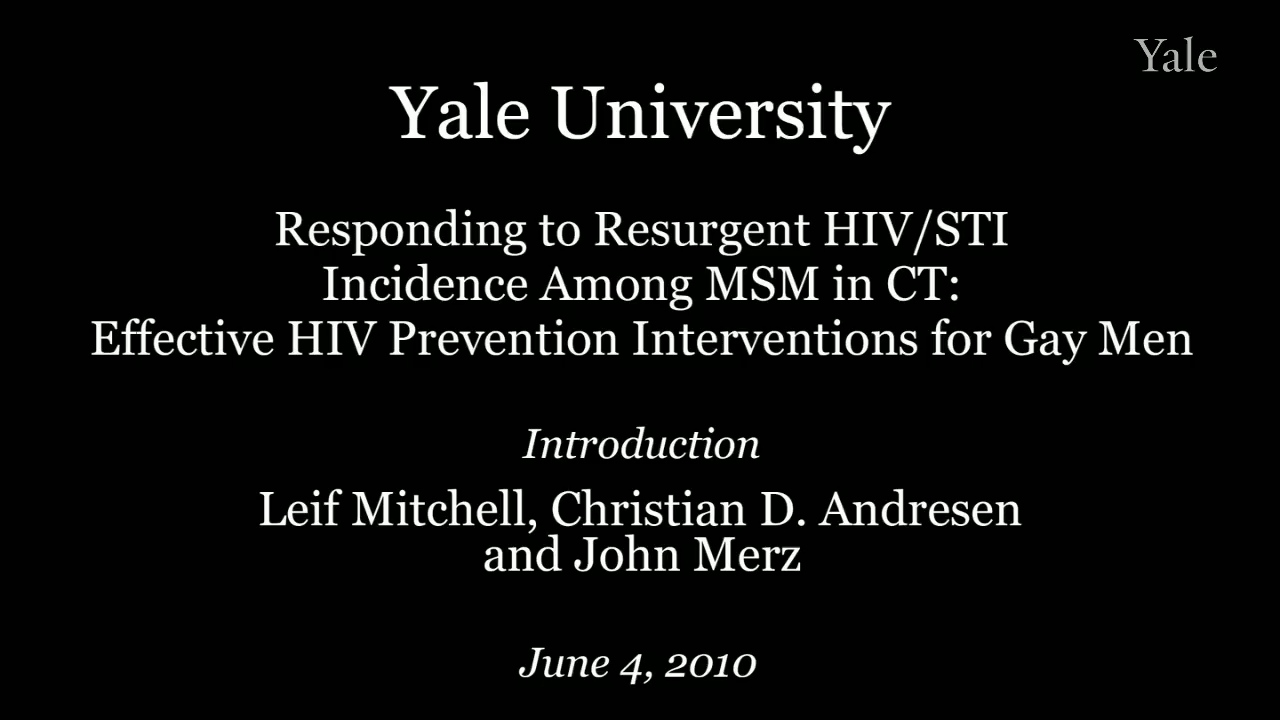 Yale
Yale University
Responding to Resurgent HIV/STI
Incidence Among MSM in CT:
Effective HIV Prevention Interventions for Gay Men
Introduction
Leif Mitchell, Christian D. Andresen
and John Merz
June 4, 2010